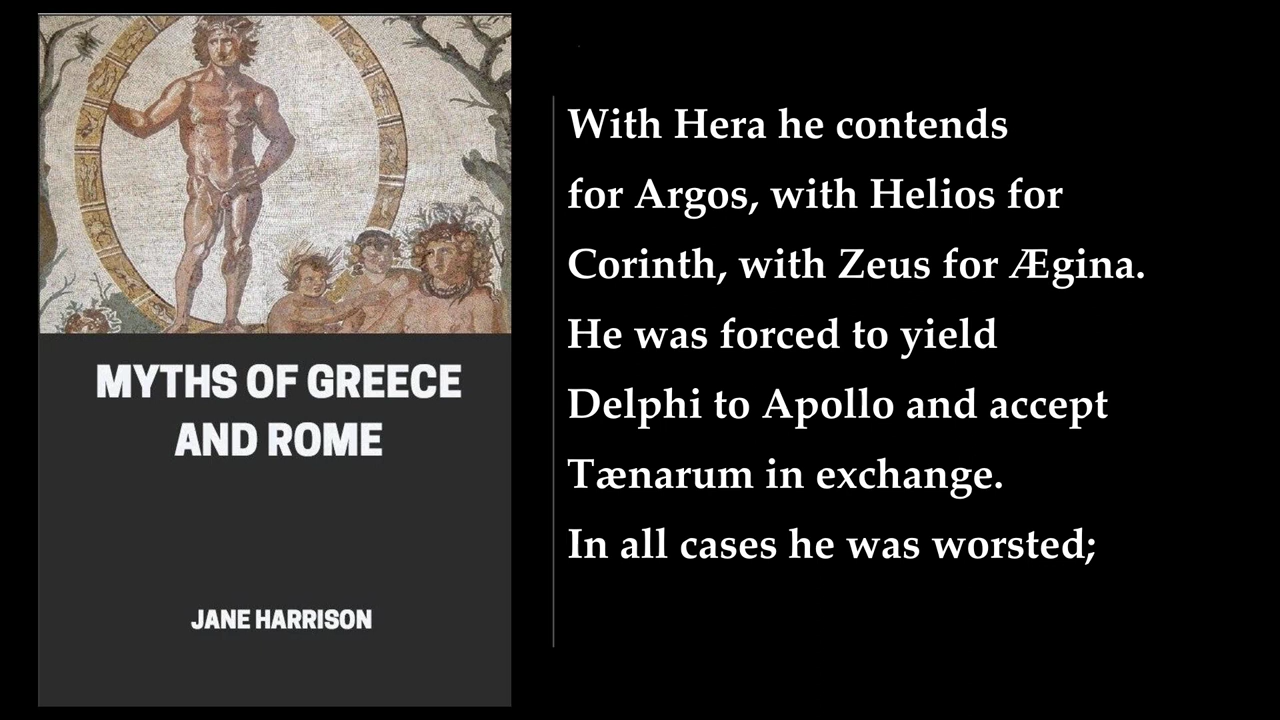 MYTHS OF GREECE
AND ROME
JANE HARRISON
With Hera he contends
for Argos, with Helios for
Corinth, with Zeus for Ægina.
He was forced to yield
Delphi to Apollo and accept
Tænarum in exchange.
In all cases he was worsted;